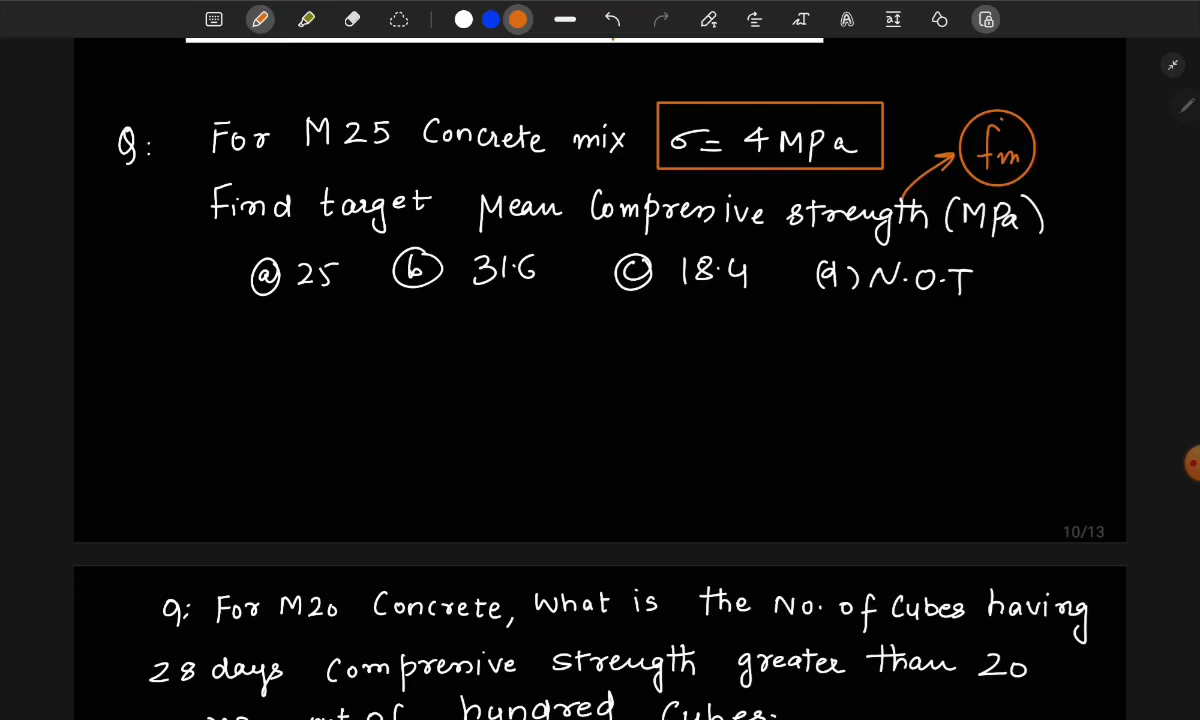 Q: For M25 Concrete mix σ = 4 MPa fm
Find target Mean Compressive strength (MPa)
(a) 25 (b) 31.6 (c) 18.4 (d) N.O.T
10/13
Q: For M20 Concrete, What is the No. of Cubes having
28 days Compressive strength greater than 20
out of hundred Cubes.